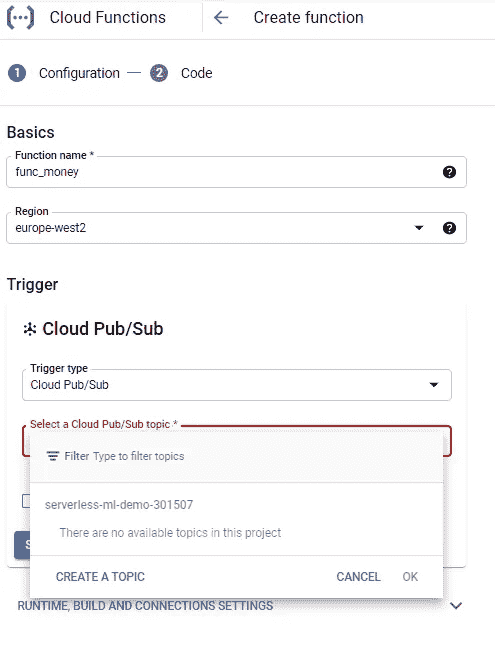 Cloud Functions
Create function
1 Configuration — 2 Code
Basics
Function name *
func_money
Region
europe-west2
Trigger
Cloud Pub/Sub
Trigger type
Cloud Pub/Sub
Select a Cloud Pub/Sub topic *
Filter Type to filter topics
serverless-ml-demo-301507
There are no available topics in this project
CREATE A TOPIC CANCEL OK
RUNTIME, BUILD AND CONNECTIONS SETTINGS